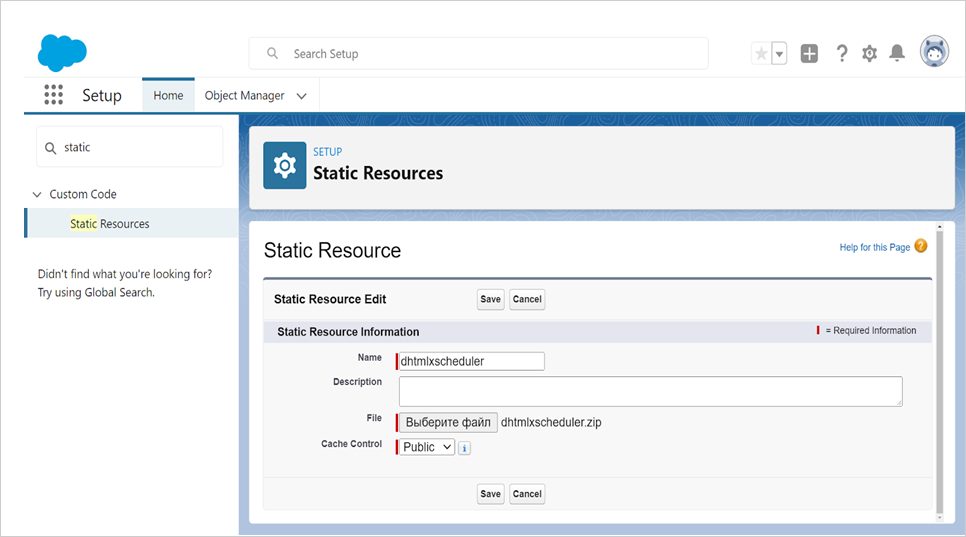 Search Setup
Setup
Home
Object Manager
static
Custom Code
Static Resources
Didn't find what you're looking for?
Try using Global Search.
SETUP
Static Resources
Static Resource
Help for this Page ?
Static Resource Edit
Save Cancel
Static Resource Information
= Required Information
Name dhtmlxscheduler
Description
File Выберите файл dhtmlxscheduler.zip
Cache Control Public i
Save Cancel